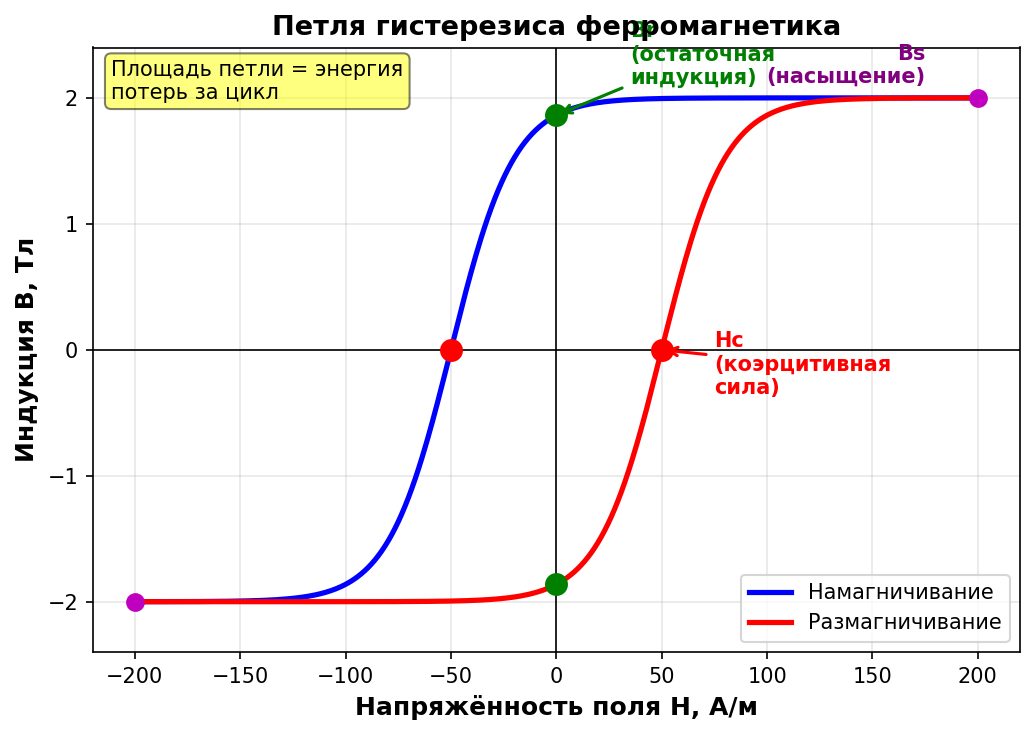 Петля гистерезиса ферромагнетика
Площадь петли = энергия
потерь за цикл
(остаточная
индукция)
Bs
(насыщение)
Hc
(коэрцитивная
сила)
Намагничивание
Размагничивание
Индукция B, Тл
2
1
0
−1
−2
−200
−150
−100
−50
0
50
100
150
200
Напряжённость поля H, А/м